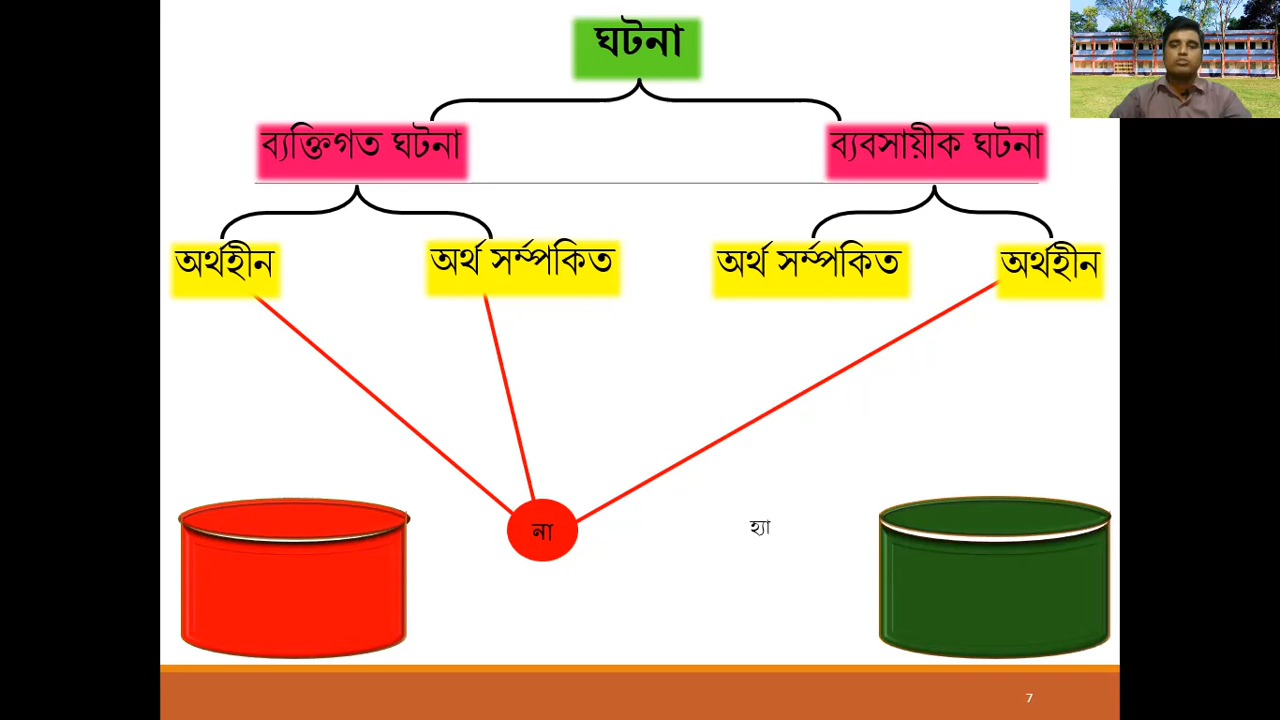 ঘটনা
ব্যক্তিগত ঘটনা
ব্যবসায়ীক ঘটনা
অর্থহীন
অর্থ সর্ম্পকিত
অর্থ সর্ম্পকিত
অর্থহীন
না
হ্যা
7